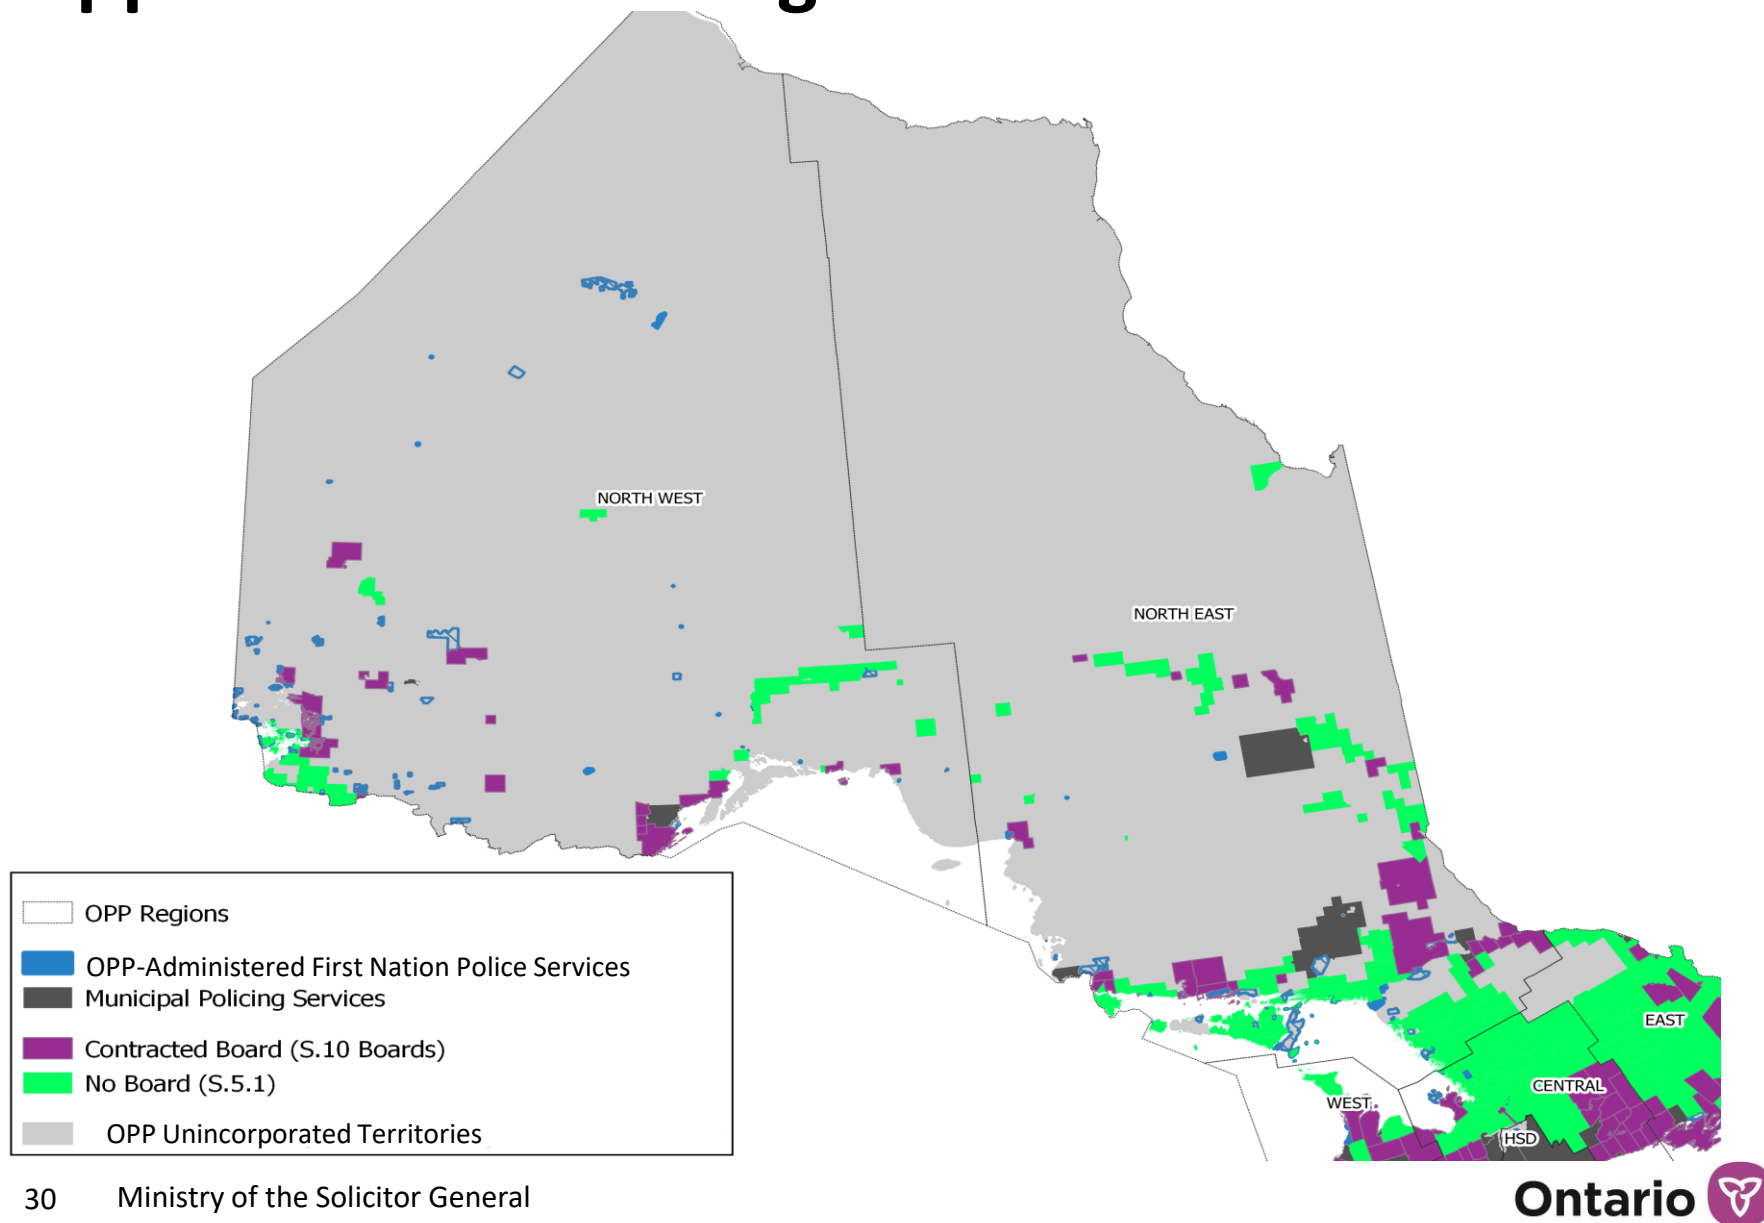 NORTH WEST
NORTH EAST
EAST
CENTRAL
WEST
HSD
OPP Regions
OPP-Administered First Nation Police Services
Municipal Policing Services
Contracted Board (S.10 Boards)
No Board (S.5.1)
OPP Unincorporated Territories
30 Ministry of the Solicitor General
Ontario